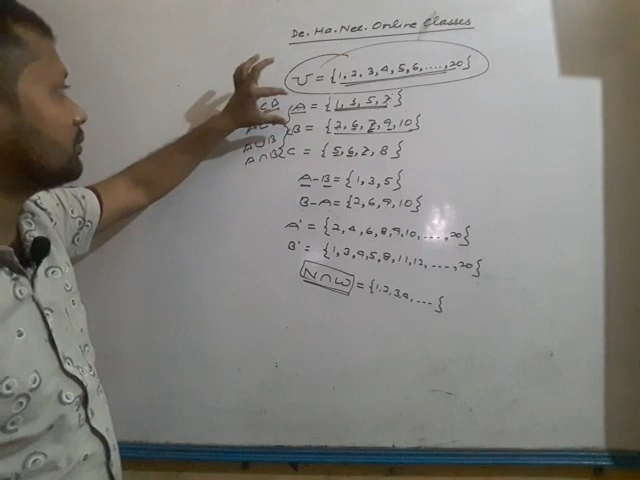 De. Ha. Nee. Online Classes
U = {1, 2, 3, 4, 5, 6, ...., 20}
A = {1, 3, 5, 7}
B = {2, 6, 7, 9, 10}
A∪B
A∩B
C = {5, 6, 7, 8}
A-B = {1, 3, 5}
B-A = {2, 6, 9, 10}
A' = {2, 4, 6, 8, 9, 10, ...., 20}
B' = {1, 3, 4, 5, 8, 11, 12, ...., 20}
N∩W = {1, 2, 3, 4, ....}